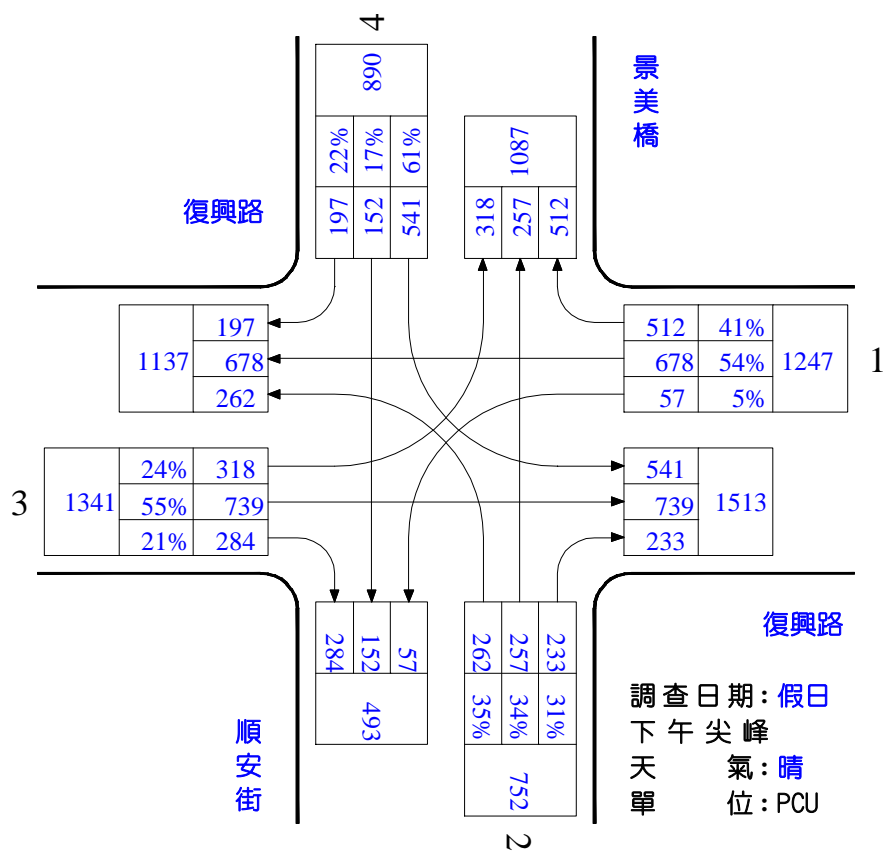 4
890
22% 17% 61%
197 152 541
1087
318 257 512
景美橋
復興路
197
1137 678
262
512 41%
678 54% 1247
57 5%
1
3
24% 318
1341 55% 739
21% 284
541
739 1513
233
284 152 57
493
262 257 233
35% 34% 31%
752
2
順安街
復興路
調查日期:假日
下午尖峰
天 氣:晴
單 位:PCU